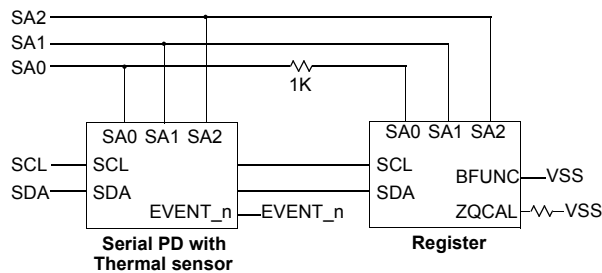 SA2
SA1
SA0
1K
SA0 SA1 SA2
SA0 SA1 SA2
SCL
SCL
SCL
BFUNC
VSS
SDA
SDA
SDA
EVENT_n
EVENT_n
ZQCAL
VSS
Serial PD with
Thermal sensor
Register